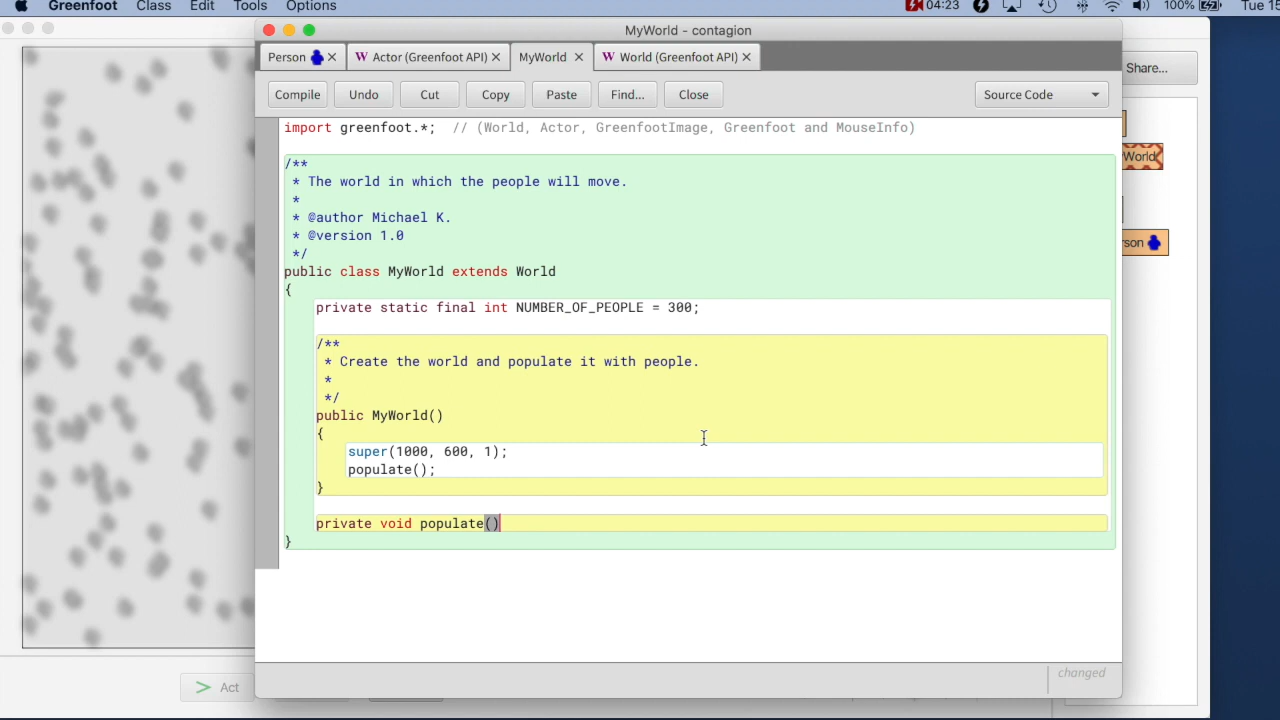 Greenfoot Class Edit Tools Options 04:23 100% Tue 15
MyWorld - contagion
Person Actor (Greenfoot API) MyWorld World (Greenfoot API)
Share...
Compile Undo Cut Copy Paste Find... Close Source Code
import greenfoot.*;  // (World, Actor, GreenfootImage, Greenfoot and MouseInfo)
/**
 * The world in which the people will move.
 *
 * @author Michael K.
 * @version 1.0
 */
public class MyWorld extends World
{
    private static final int NUMBER_OF_PEOPLE = 300;
    /**
     * Create the world and populate it with people.
     *
     */
    public MyWorld()
    {
        super(1000, 600, 1);
        populate();
    }
    private void populate()
}
World
rson
changed
Act